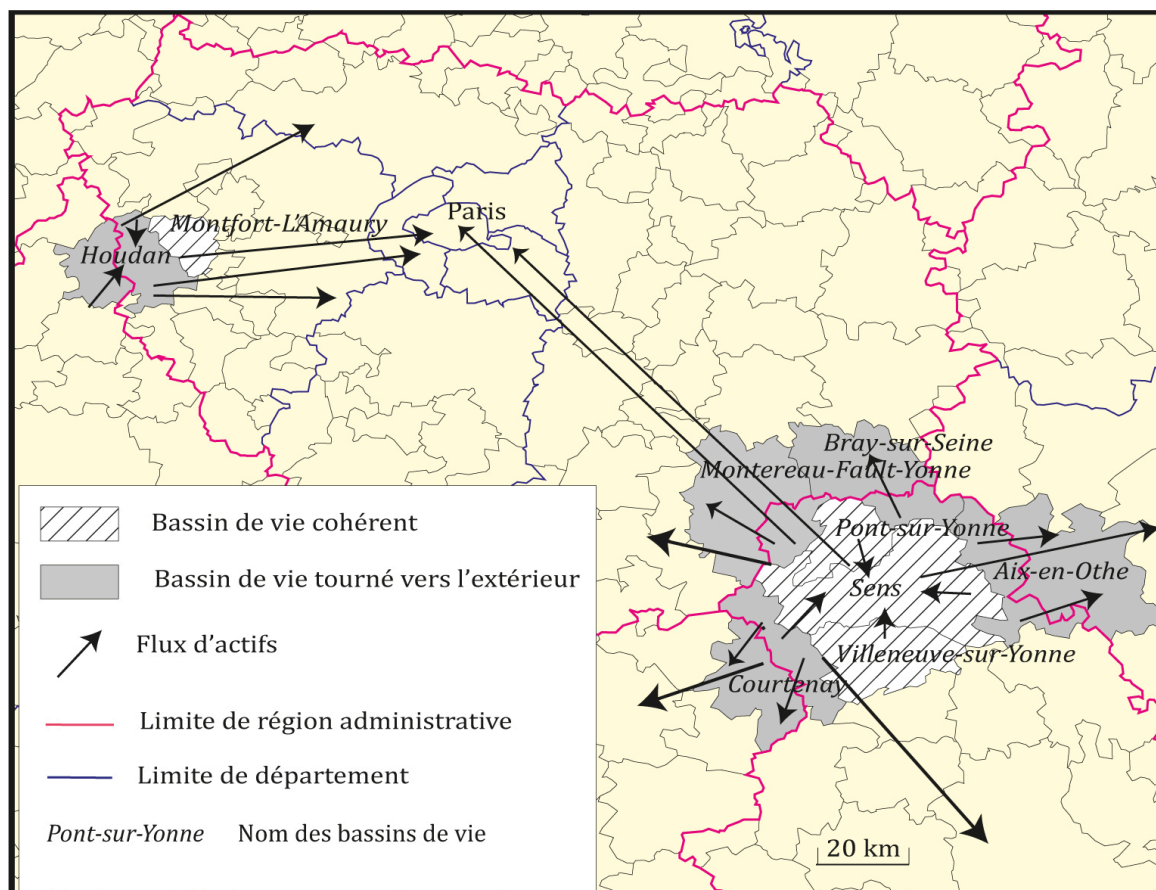 Paris
Montfort-L'Amaury
Houdan
Bray-sur-Seine
Montereau-Fault-Yonne
Pont-sur-Yonne
Aix-en-Othe
Sens
Villeneuve-sur-Yonne
Courtenay
Bassin de vie cohérent
Bassin de vie tourné vers l'extérieur
Flux d'actifs
Limite de région administrative
Limite de département
Pont-sur-Yonne Nom des bassins de vie
20 km